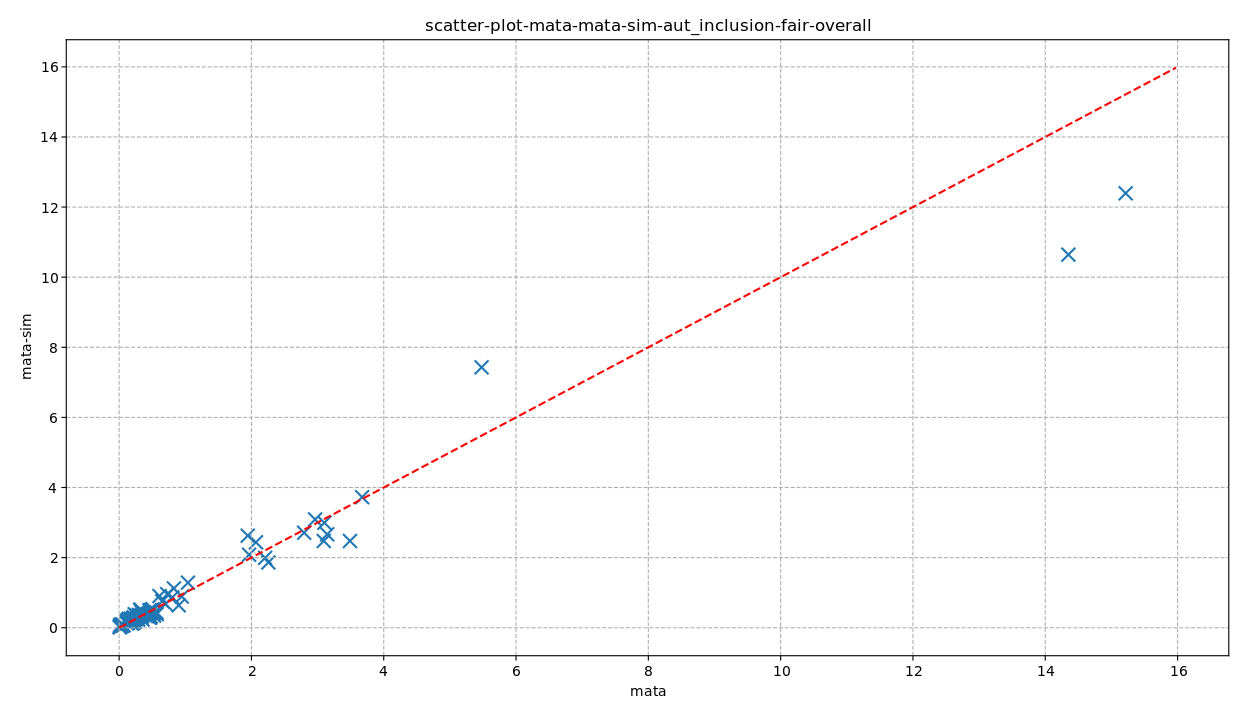 scatter-plot-mata-mata-sim-aut_inclusion-fair-overall
16
14
12
10
8
6
4
2
0
mata-sim
0 2 4 6 8 10 12 14 16
mata